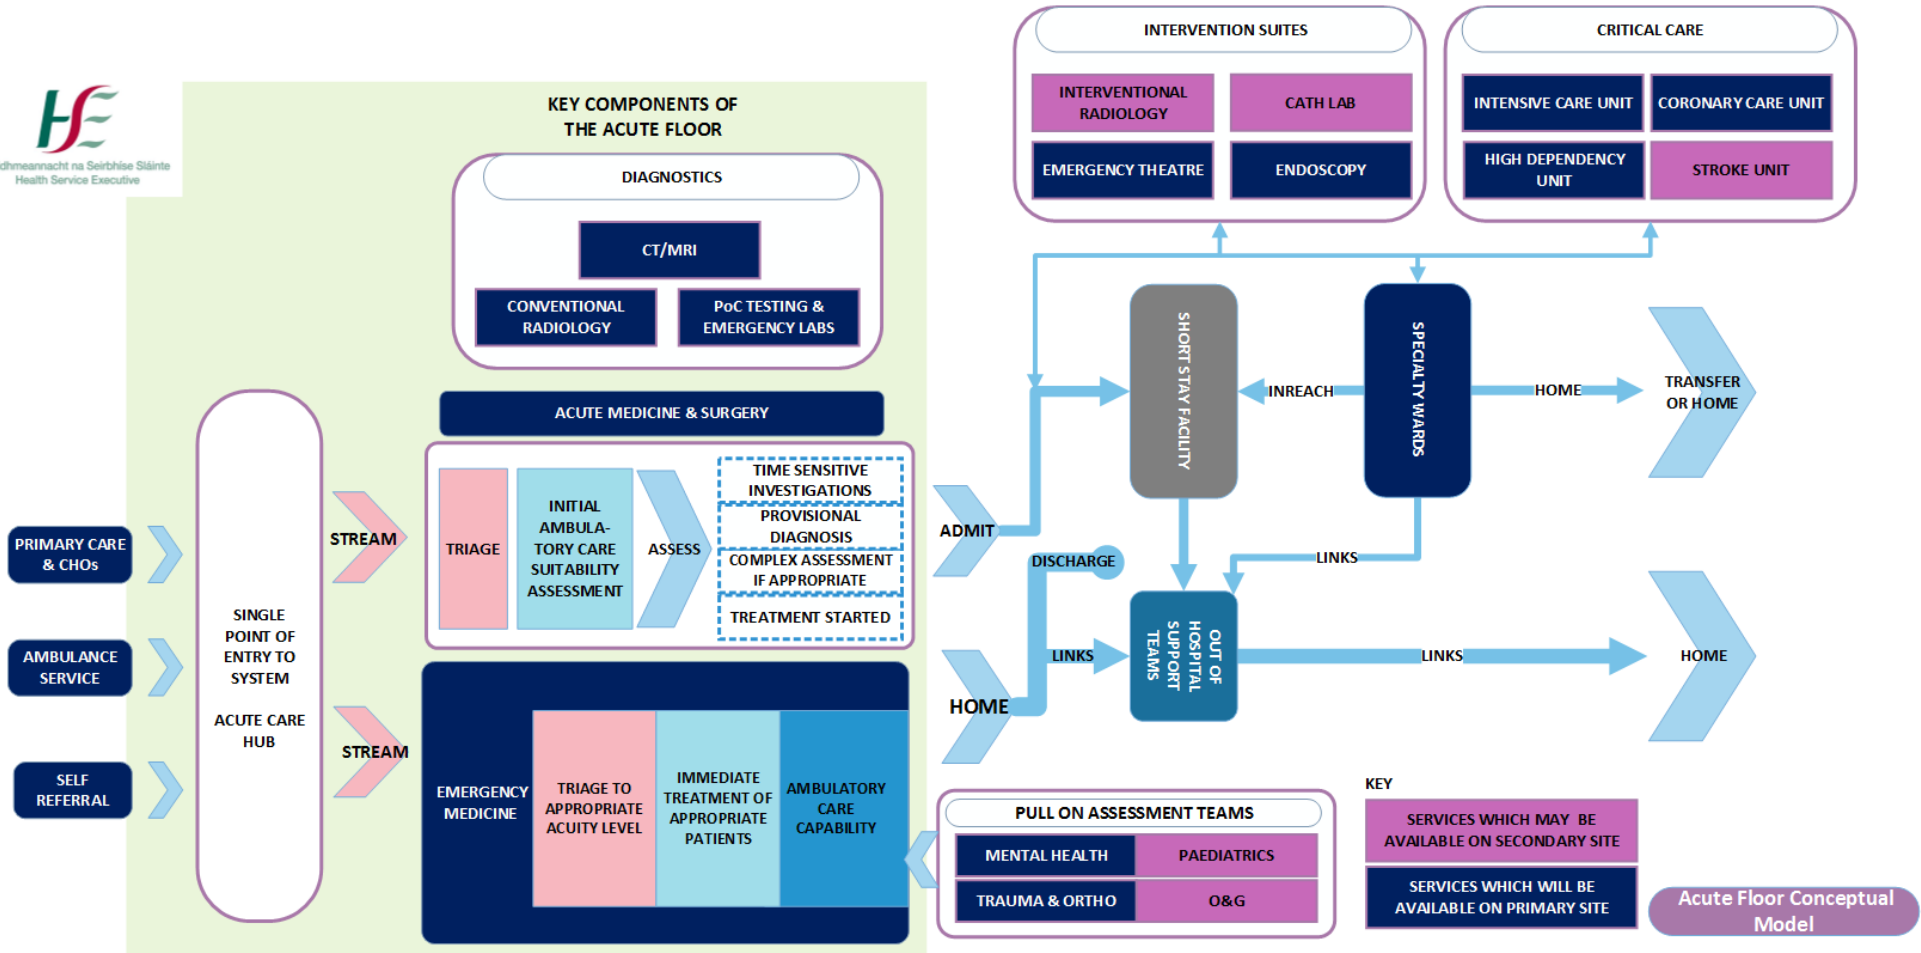 INTERVENTION SUITES
INTERVENTIONAL
RADIOLOGY
CATH LAB
EMERGENCY THEATRE
ENDOSCOPY
CRITICAL CARE
INTENSIVE CARE UNIT
CORONARY CARE UNIT
HIGH DEPENDENCY
UNIT
STROKE UNIT
HSE
dhmeannacht na Seirbhíse Sláinte
Health Service Executive
KEY COMPONENTS OF
THE ACUTE FLOOR
DIAGNOSTICS
CT/MRI
CONVENTIONAL
RADIOLOGY
PoC TESTING &
EMERGENCY LABS
ACUTE MEDICINE & SURGERY
PRIMARY CARE
& CHOs
AMBULANCE
SERVICE
SELF
REFERRAL
SINGLE
POINT OF
ENTRY TO
SYSTEM
ACUTE CARE
HUB
STREAM
STREAM
TRIAGE
INITIAL
AMBULA-
TORY CARE
SUITABILITY
ASSESSMENT
ASSESS
TIME SENSITIVE
INVESTIGATIONS
PROVISIONAL
DIAGNOSIS
COMPLEX ASSESSMENT
IF APPROPRIATE
TREATMENT STARTED
EMERGENCY
MEDICINE
TRIAGE TO
APPROPRIATE
ACUITY LEVEL
IMMEDIATE
TREATMENT OF
APPROPRIATE
PATIENTS
AMBULATORY
CARE
CAPABILITY
ADMIT
DISCHARGE
HOME
LINKS
SHORT STAY FACILITY
INREACH
SPECIALTY WARDS
HOME
TRANSFER
OR HOME
LINKS
OUT OF
HOSPITAL
SUPPORT
TEAMS
LINKS
HOME
PULL ON ASSESSMENT TEAMS
MENTAL HEALTH
PAEDIATRICS
TRAUMA & ORTHO
O&G
KEY
SERVICES WHICH MAY BE
AVAILABLE ON SECONDARY SITE
SERVICES WHICH WILL BE
AVAILABLE ON PRIMARY SITE
Acute Floor Conceptual
Model